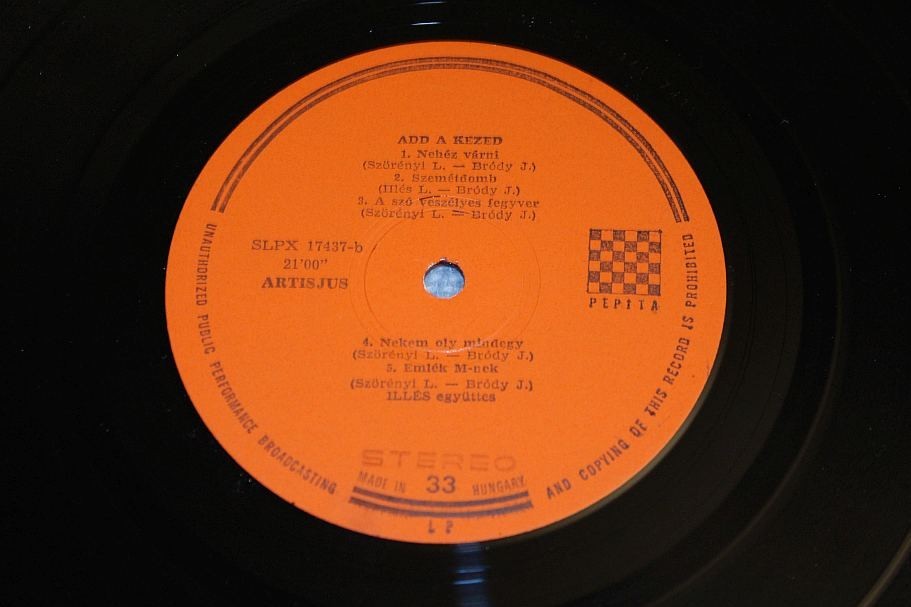 ADD A KEZED
1. Nehéz várni
(Szörényi L. — Bródy J.)
2. Szemétdomb
(Illés L. — Bródy J.)
3. A szó veszélyes fegyver
(Szörényi L. — Bródy J.)
SLPX 17437-b
21'00"
ARTISJUS
PEPITA
4. Nekem oly mindegy
(Szörényi L. — Bródy J.)
5. Emlék M-nek
(Szörényi L. — Bródy J.)
ILLÉS együttes
STEREO
MADE IN 33 HUNGARY
LP
UNAUTHORIZED PUBLIC PERFORMANCE BROADCASTING AND COPYING OF THIS RECORD IS PROHIBITED